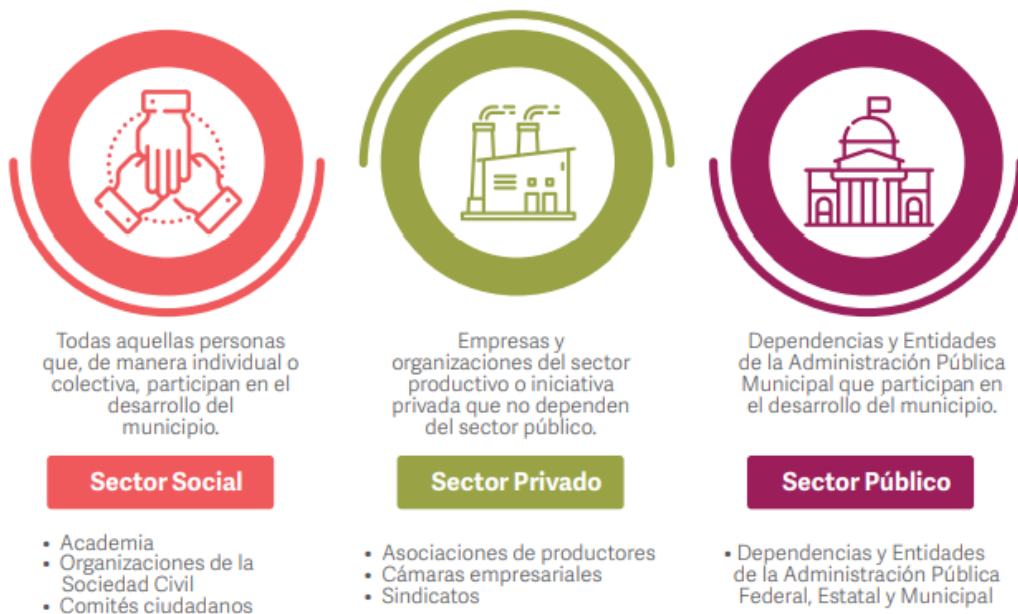 Todas aquellas personas
que, de manera individual o
colectiva, participan en el
desarrollo del
municipio.
Sector Social
• Academia
• Organizaciones de la
Sociedad Civil
• Comités ciudadanos
Empresas y
organizaciones del sector
productivo o iniciativa
privada que no dependen
del sector público.
Sector Privado
• Asociaciones de productores
• Cámaras empresariales
• Sindicatos
Dependencias y Entidades
de la Administración Pública
Municipal que participan en
el desarrollo del municipio.
Sector Público
• Dependencias y Entidades
de la Administración Pública
Federal, Estatal y Municipal